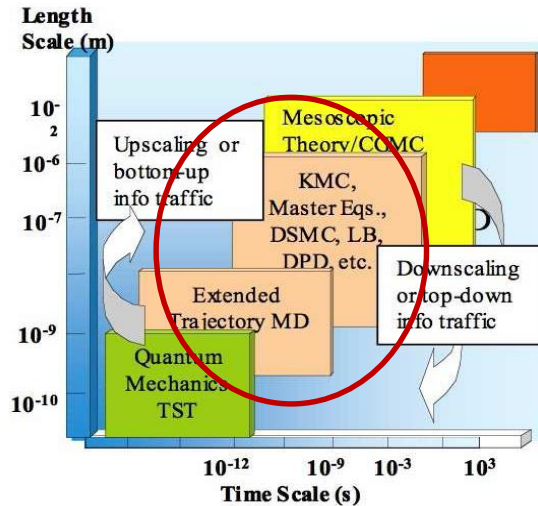 Length
Scale (m)
10-2
Mesoscopic
Theory/CGMC
Upscaling or
bottom-up
info traffic
10-6
KMC,
Master Eqs.,
DSMC, LB,
DPD, etc.
10-7
D
Downscaling
or top-down
info traffic
Extended
Trajectory MD
10-9
Quantum
Mechanics
TST
10-10
10-12 10-9 10-3 103
Time Scale (s)